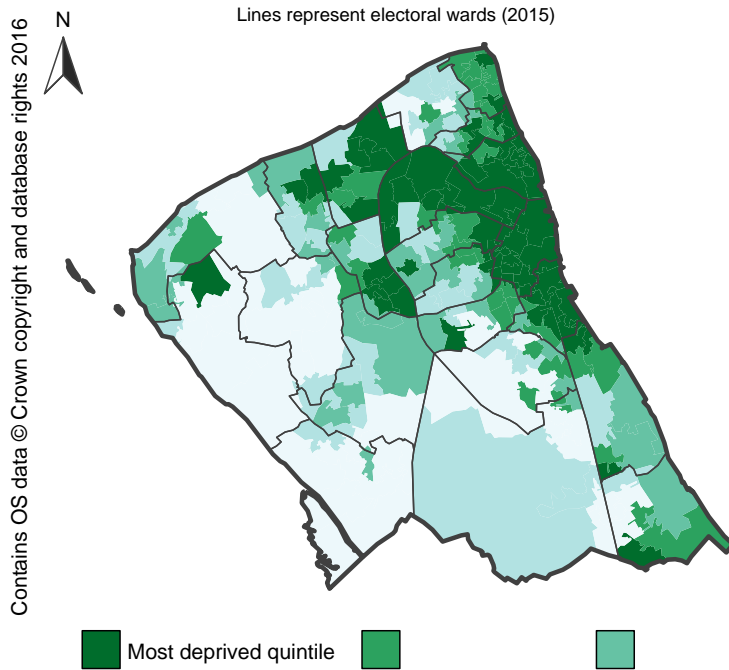 Lines represent electoral wards (2015)
N
Contains OS data © Crown copyright and database rights 2016
Most deprived quintile